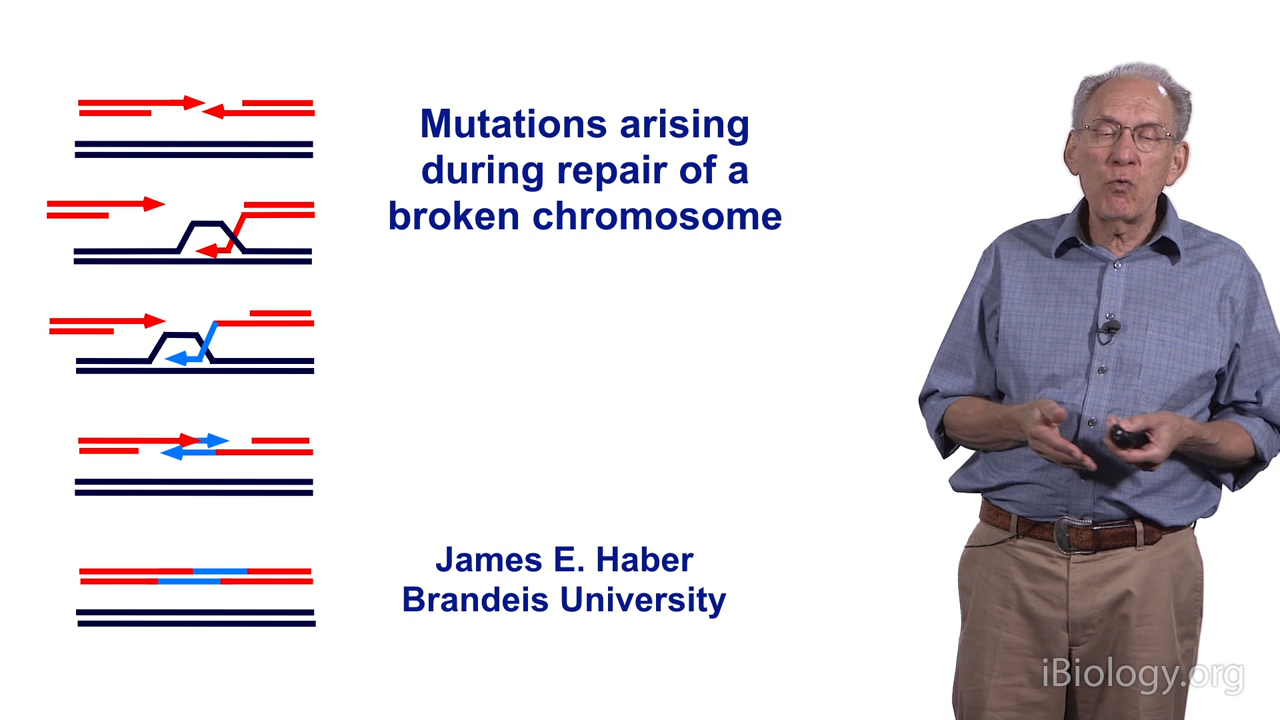 Mutations arising
during repair of a
broken chromosome
James E. Haber
Brandeis University
iBiology.org